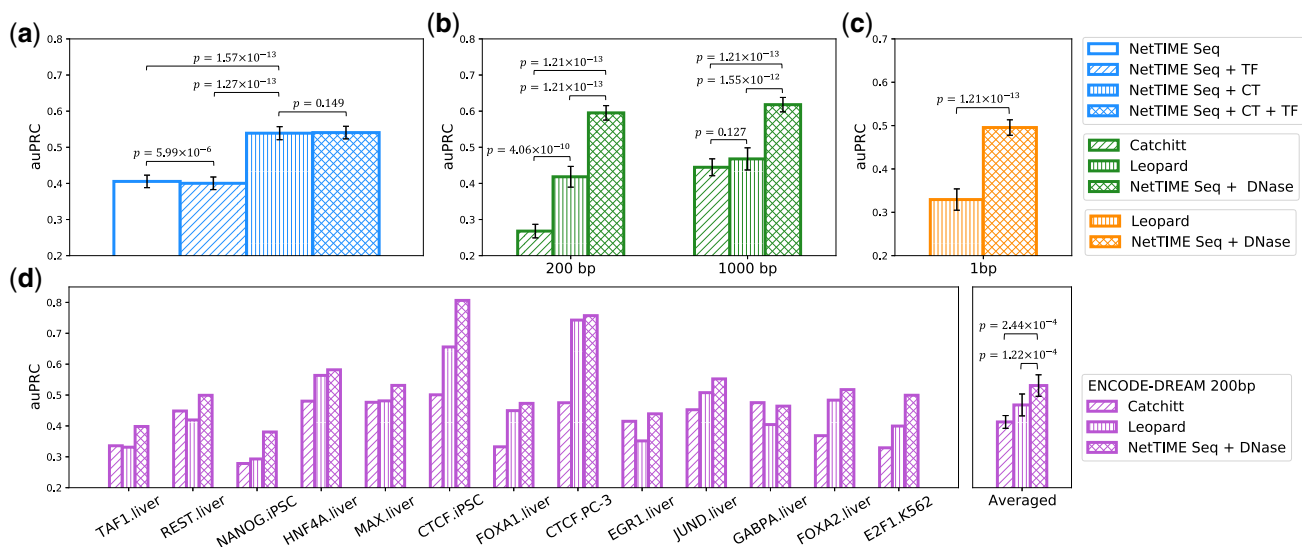 (a)
0.8
0.7
0.6
0.5
0.4
0.3
0.2
auPRC
p = 1.57×10⁻¹³
p = 1.27×10⁻¹³
p = 0.149
p = 5.99×10⁻⁶
(b)
0.8
0.7
0.6
0.5
0.4
0.3
0.2
auPRC
p = 1.21×10⁻¹³
p = 1.21×10⁻¹³
p = 4.06×10⁻¹⁰
p = 1.21×10⁻¹³
p = 1.55×10⁻¹²
p = 0.127
200 bp
1000 bp
(c)
0.7
0.6
0.5
0.4
0.3
0.2
auPRC
p = 1.21×10⁻¹³
1bp
NetTIME Seq
NetTIME Seq + TF
NetTIME Seq + CT
NetTIME Seq + CT + TF
Catchitt
Leopard
NetTIME Seq + DNase
Leopard
NetTIME Seq + DNase
(d)
0.8
0.7
0.6
0.5
0.4
0.3
0.2
auPRC
TAF1.liver
REST.liver
NANOG.iPSC
HNF4A.liver
MAX.liver
CTCF.iPSC
FOXA1.liver
CTCF.PC-3
EGR1.liver
JUND.liver
GABPA.liver
FOXA2.liver
E2F1.K562
p = 2.44×10⁻⁴
p = 1.22×10⁻⁴
Averaged
ENCODE-DREAM 200bp
Catchitt
Leopard
NetTIME Seq + DNase